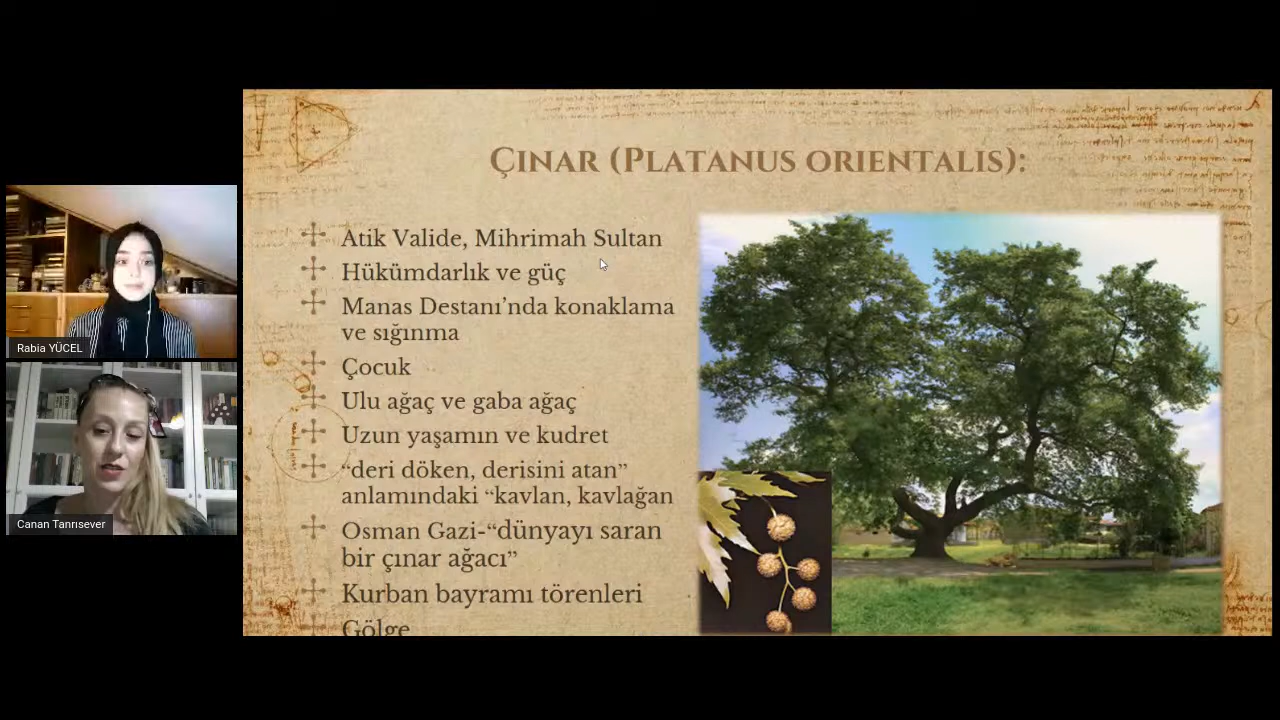 ÇINAR (PLATANUS ORIENTALIS):
Atik Valide, Mihrimah Sultan
Hükümdarlık ve güç
Manas Destanı’nda konaklama
ve sığınma
Çocuk
Ulu ağaç ve gaba ağaç
Uzun yaşamın ve kudret
“deri döken, derisini atan”
anlamındaki “kavlan, kavlağan
Osman Gazi-“dünyayı saran
bir çınar ağacı”
Kurban bayramı törenleri
Gölge
Rabia YÜCEL
Canan Tanrısever